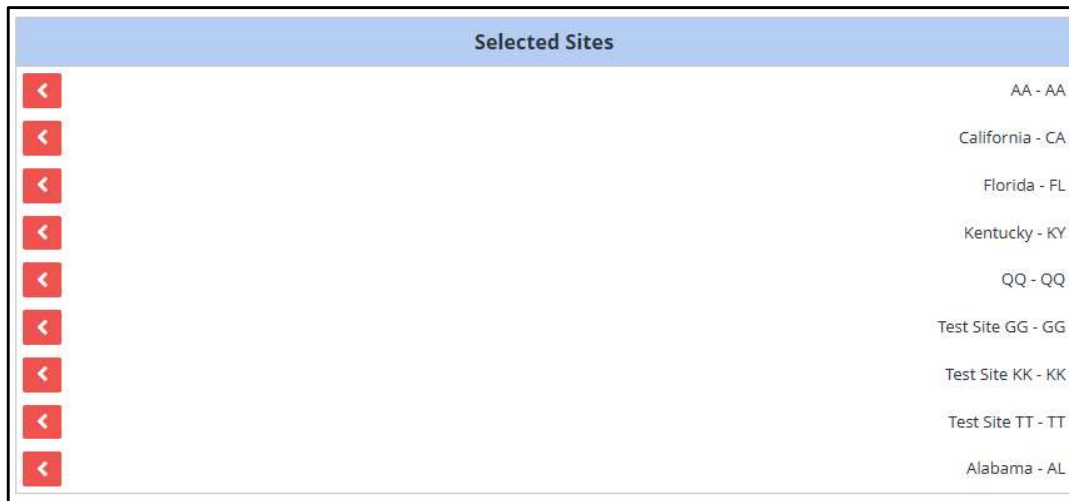 Selected Sites
AA - AA
California - CA
Florida - FL
Kentucky - KY
QQ - QQ
Test Site GG - GG
Test Site KK - KK
Test Site TT - TT
Alabama - AL